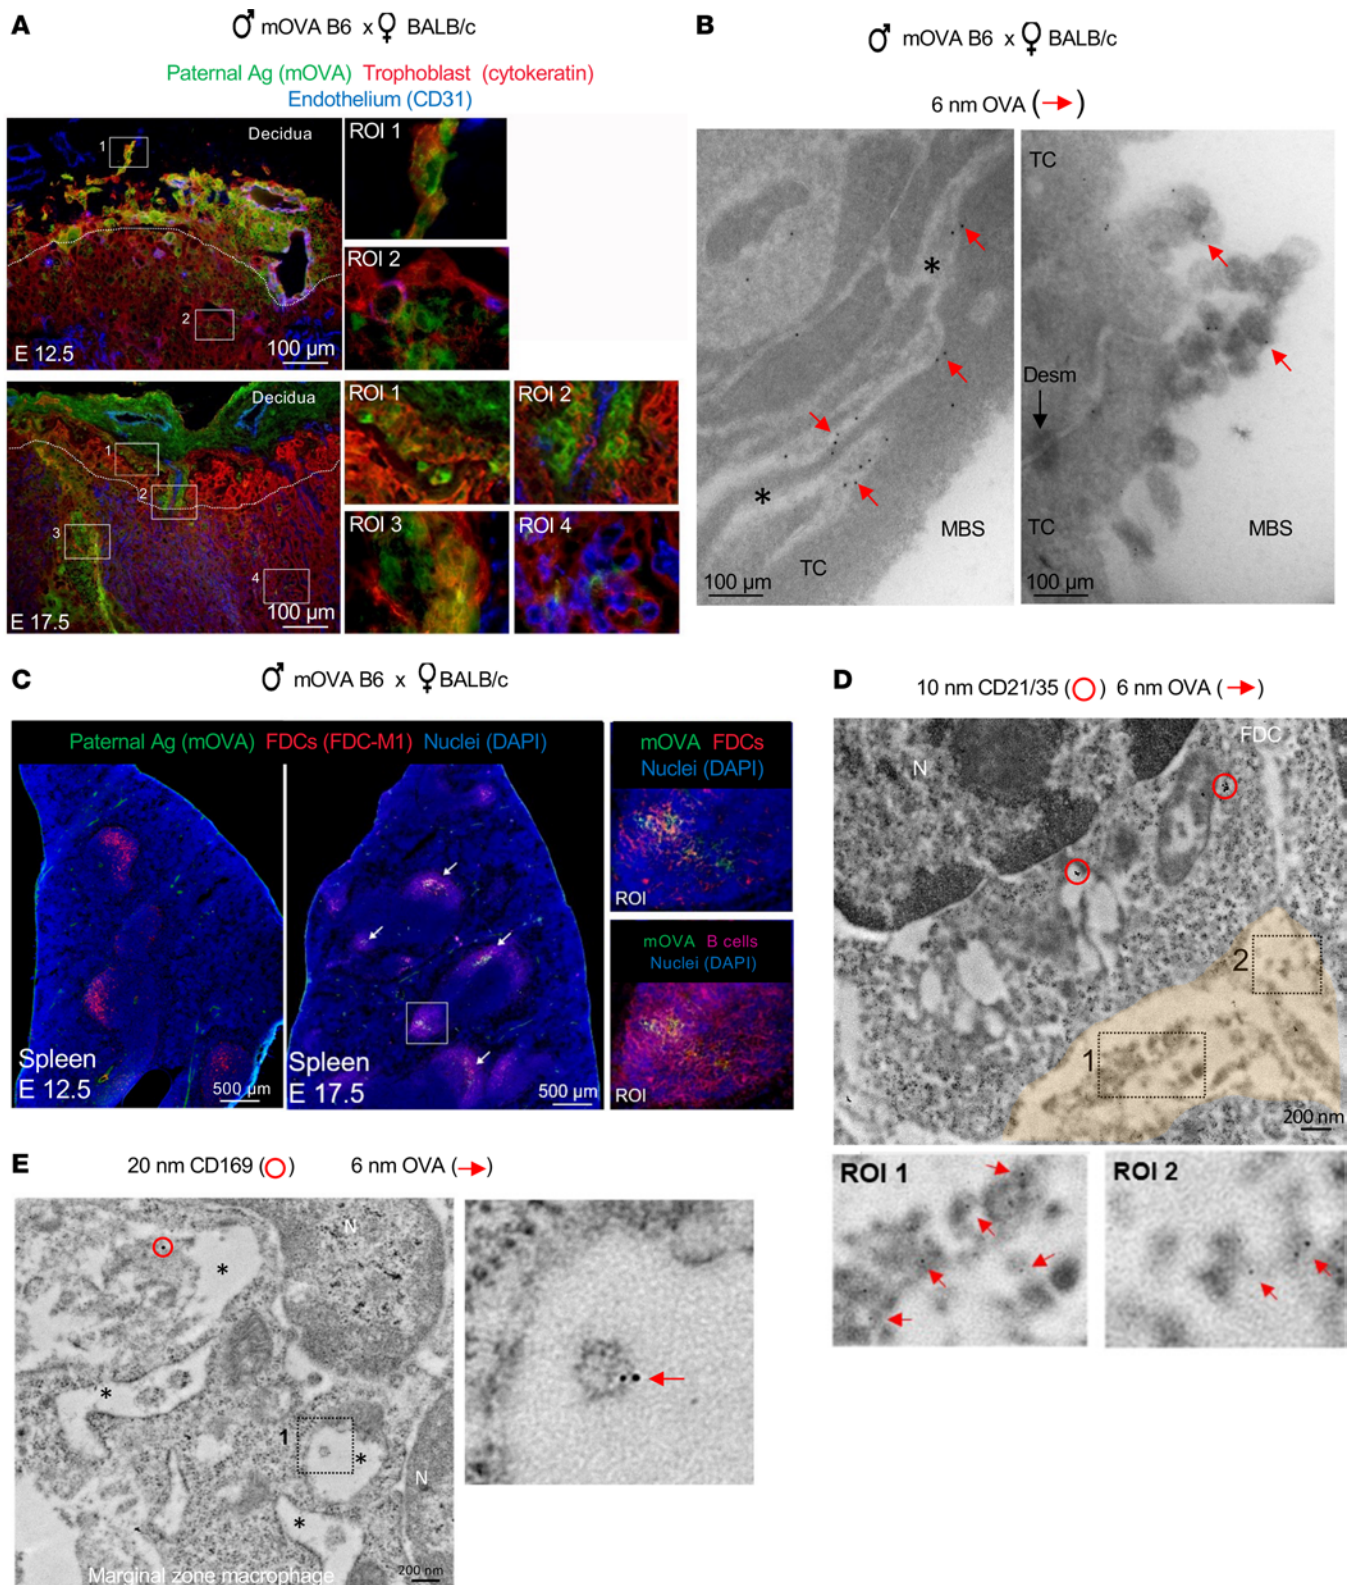 A
♂ mOVA B6 x ♀ BALB/c
Paternal Ag (mOVA) Trophoblast (cytokeratin)
Endothelium (CD31)
Decidua
1
2
E 12.5
100 µm
ROI 1
ROI 2
Decidua
1
2
3
4
E 17.5
100 µm
ROI 1
ROI 2
ROI 3
ROI 4
B
♂ mOVA B6 x ♀ BALB/c
6 nm OVA (→)
*
*
TC
MBS
100 µm
TC
Desm
TC
MBS
100 µm
C
♂ mOVA B6 x ♀ BALB/c
Paternal Ag (mOVA) FDCs (FDC-M1) Nuclei (DAPI)
Spleen
E 12.5
500 µm
Spleen
E 17.5
500 µm
mOVA FDCs
Nuclei (DAPI)
ROI
mOVA B cells
Nuclei (DAPI)
ROI
D
10 nm CD21/35 (○) 6 nm OVA (→)
FDC
N
2
1
200 nm
ROI 1
ROI 2
E
20 nm CD169 (○) 6 nm OVA (→)
N
*
*
1
*
N
*
Marginal zone macrophage
200 nm